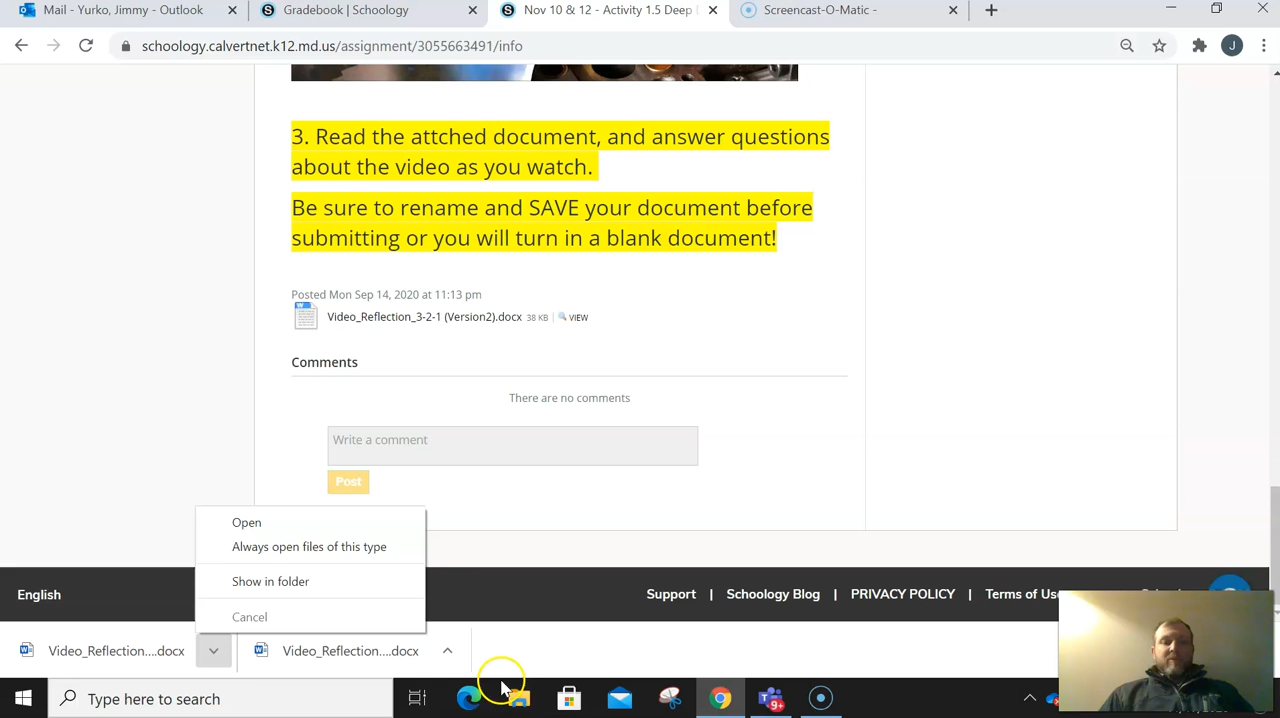 Mail - Yurko, Jimmy - Outlook
Gradebook | Schoology
Nov 10 & 12 - Activity 1.5 Deep
Screencast-O-Matic -
schoology.calvertnet.k12.md.us/assignment/3055663491/info
J
3. Read the attched document, and answer questions
about the video as you watch.
Be sure to rename and SAVE your document before
submitting or you will turn in a blank document!
Posted Mon Sep 14, 2020 at 11:13 pm
Video_Reflection_3-2-1 (Version2).docx 38 KB | VIEW
Comments
There are no comments
Write a comment
Post
Open
Always open files of this type
Show in folder
Cancel
English
Support | Schoology Blog | PRIVACY POLICY | Terms of Use
Video_Reflection....docx
Video_Reflection....docx
Type here to search
9+